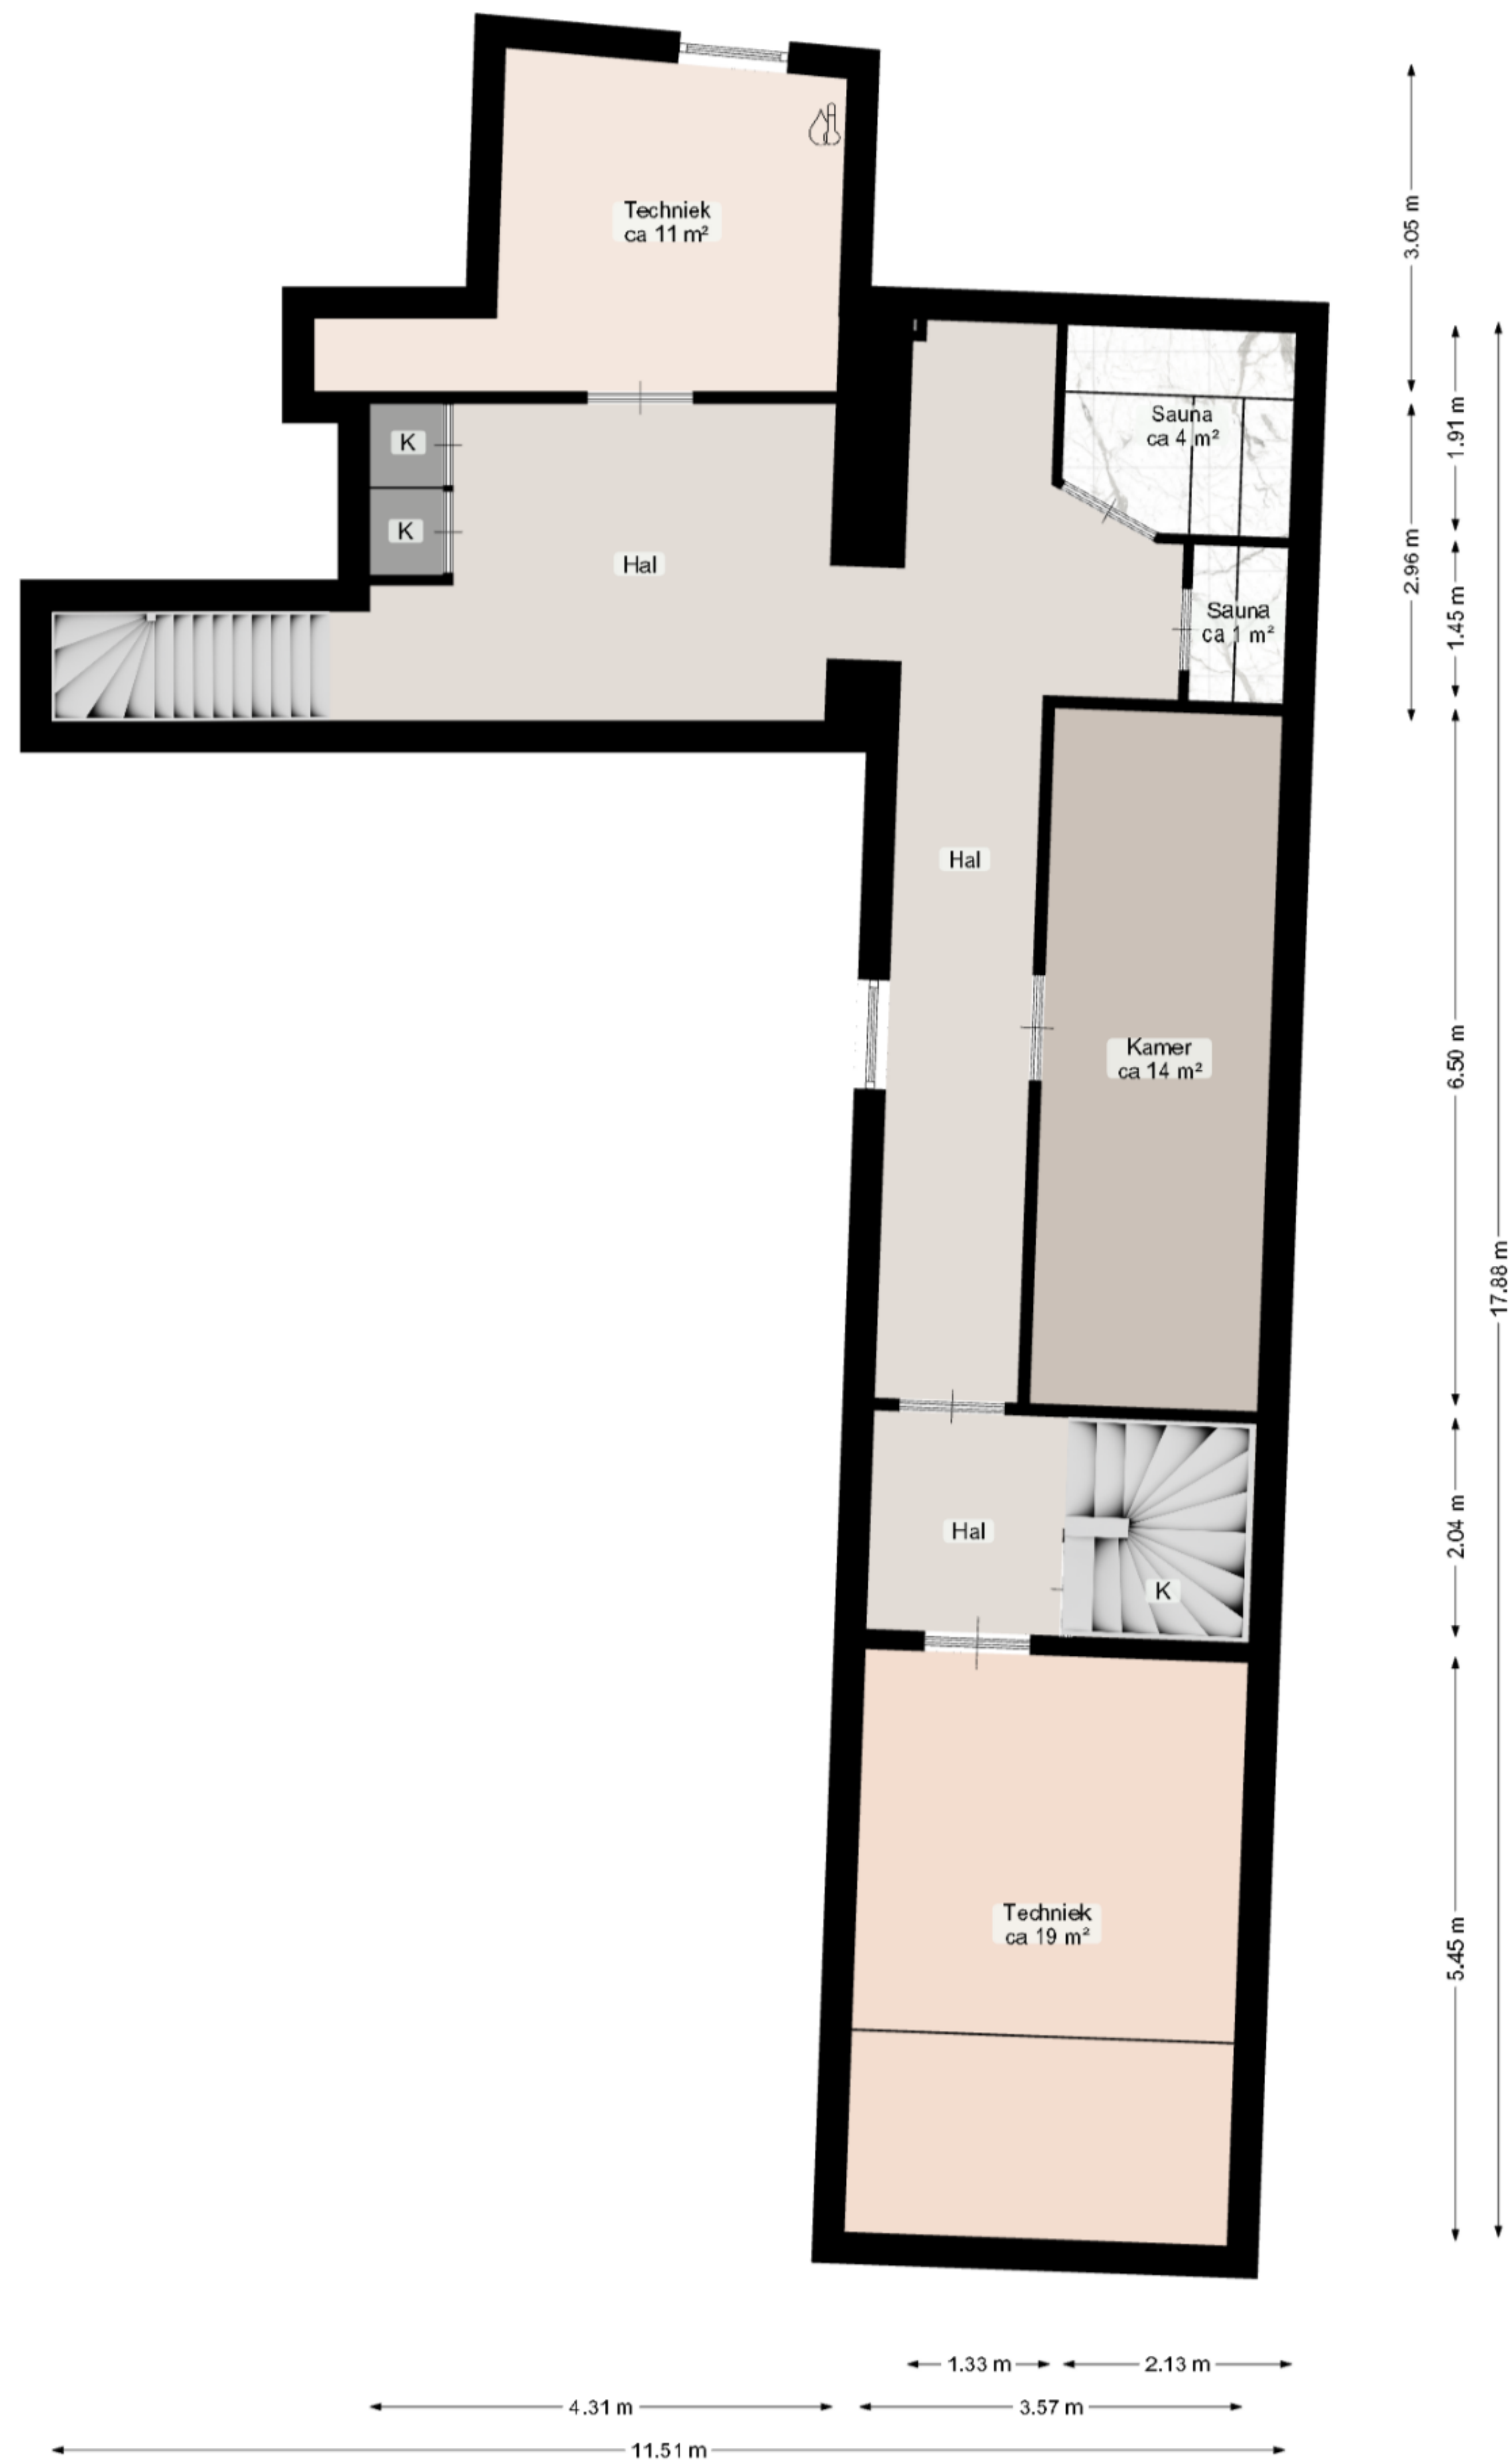 Techniek
ca 11 m²
3.05 m
Sauna
ca 4 m²
1.91 m
K
K
Hal
2.96 m
Sauna
ca 1 m²
1.45 m
Hal
Kamer
ca 14 m²
6.50 m
17.88 m
Hal
K
2.04 m
Techniek
ca 19 m²
5.45 m
1.33 m
2.13 m
4.31 m
3.57 m
11.51 m